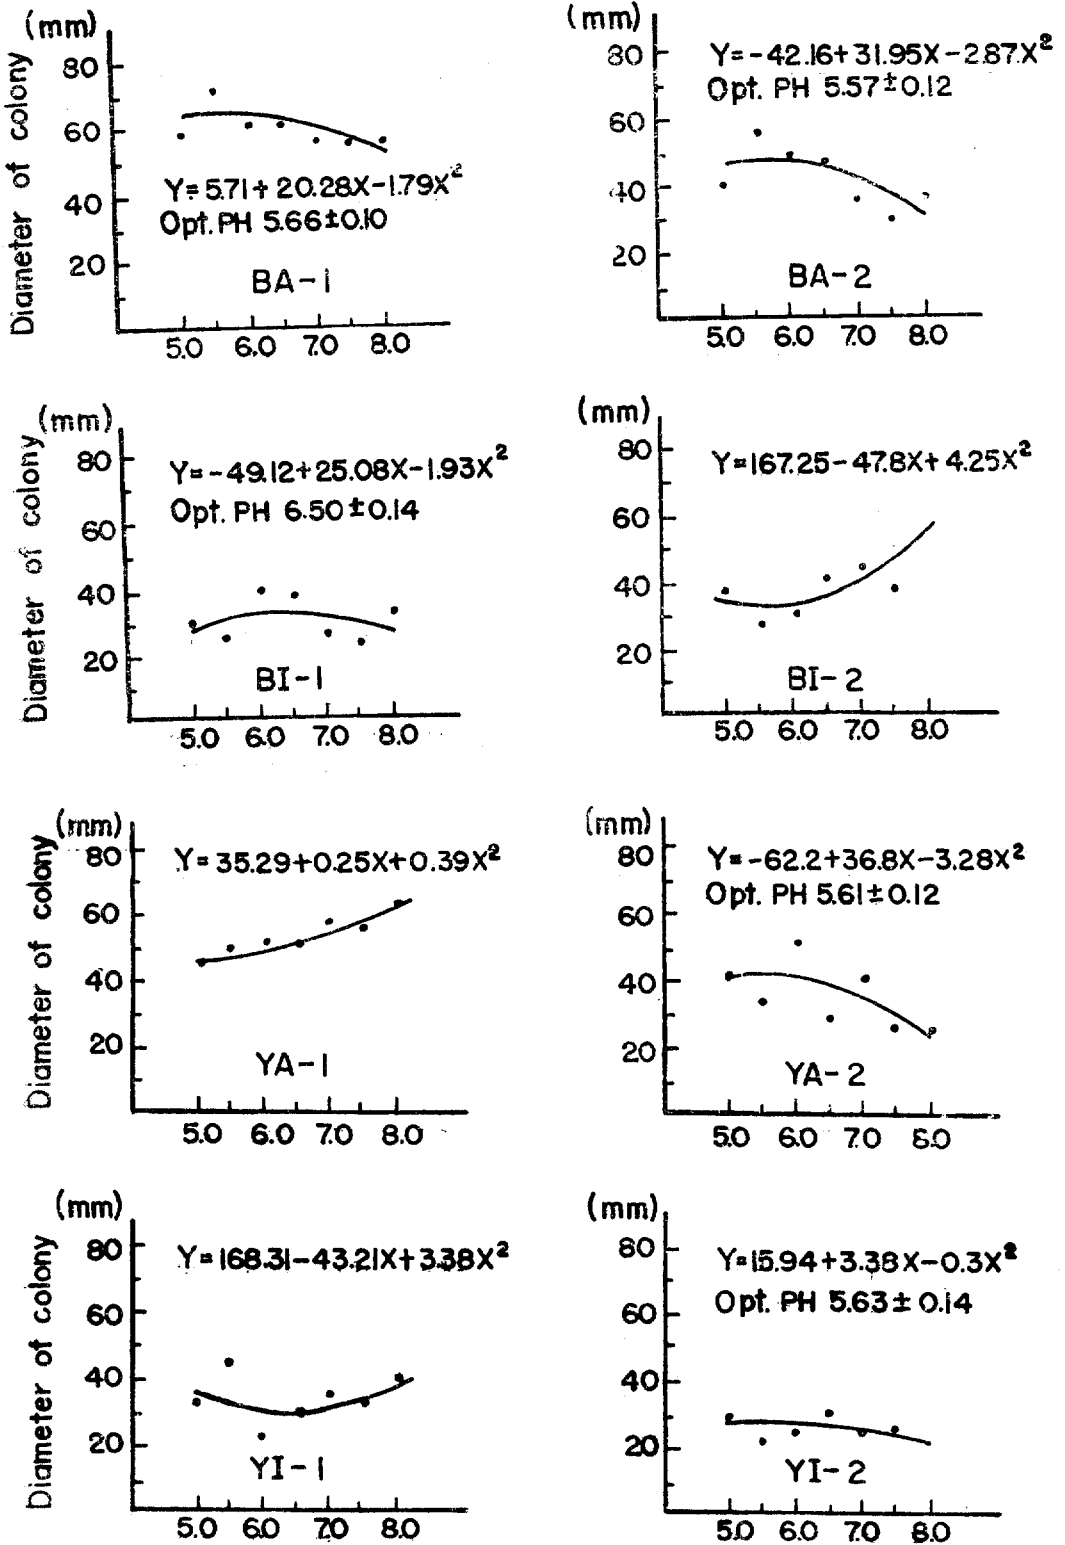 (mm)
Diameter of colony
80
60
40
20
Y=5.71+20.28X-1.79X²
Opt. PH 5.66±0.10
BA-1
5.0 6.0 7.0 8.0
(mm)
80
60
40
20
Y=-42.16+31.95X-2.87X²
Opt. PH 5.57±0.12
BA-2
5.0 6.0 7.0 8.0
(mm)
Diameter of colony
80
60
40
20
Y=-49.12+25.08X-1.93X²
Opt. PH 6.50±0.14
BI-1
5.0 6.0 7.0 8.0
(mm)
80
60
40
20
Y=167.25-47.8X+4.25X²
BI-2
5.0 6.0 7.0 8.0
(mm)
Diameter of colony
80
60
40
20
Y=35.29+0.25X+0.39X²
YA-1
5.0 6.0 7.0 8.0
(mm)
80
60
40
20
Y=-62.2+36.8X-3.28X²
Opt. PH 5.61±0.12
YA-2
5.0 6.0 7.0 8.0
(mm)
Diameter of colony
80
60
40
20
Y=168.31-43.21X+3.38X²
YI-1
5.0 6.0 7.0 8.0
(mm)
80
60
40
20
Y=15.94+3.38X-0.3X²
Opt. PH 5.63±0.14
YI-2
5.0 6.0 7.0 8.0